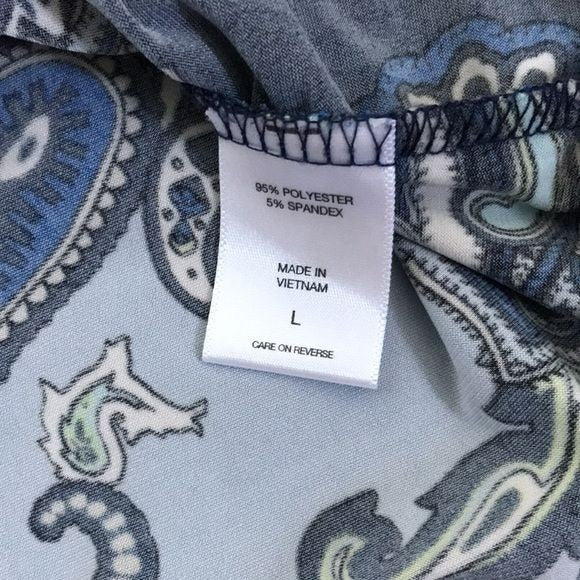 95% POLYESTER
5% SPANDEX
MADE IN
VIETNAM
L
CARE ON REVERSE